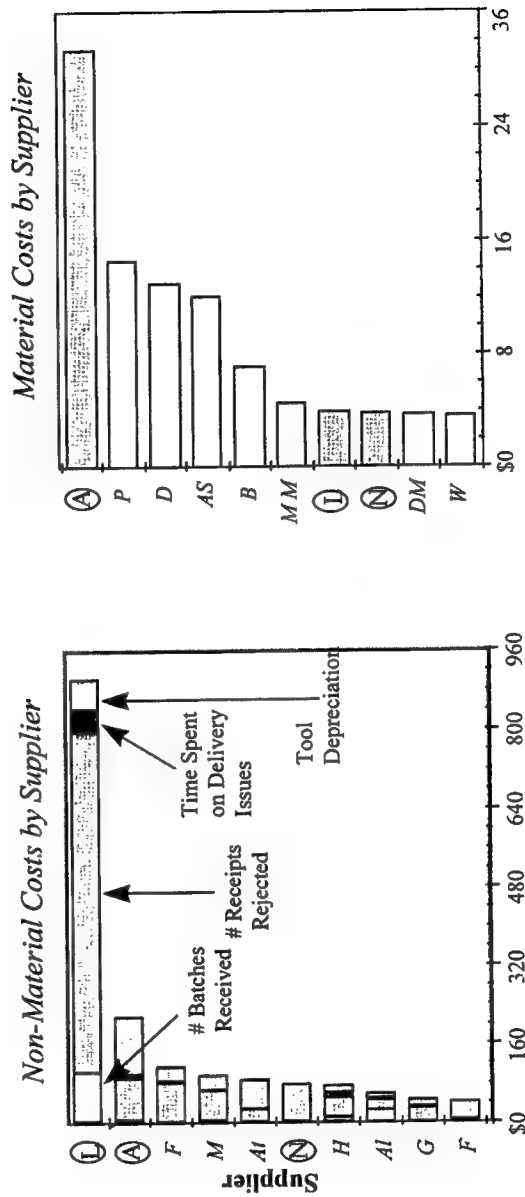 Non-Material Costs by Supplier
Supplier
L
A
F
M
At
N
H
Al
G
F
# Batches
Received
# Receipts
Rejected
Time Spent
on Delivery
Issues
Tool
Depreciation
$0
160
320
480
640
800
960
Material Costs by Supplier
A
P
D
AS
B
MM
L
N
DM
W
$0
8
16
24
36